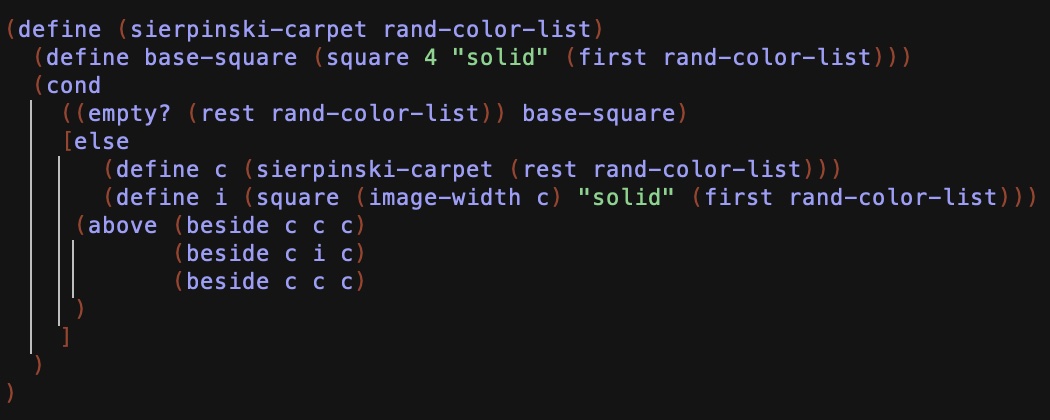 (define (sierpinski-carpet rand-color-list)
  (define base-square (square 4 "solid" (first rand-color-list)))
  (cond
    ((empty? (rest rand-color-list)) base-square)
    [else
       (define c (sierpinski-carpet (rest rand-color-list)))
       (define i (square (image-width c) "solid" (first rand-color-list)))
     (above (beside c c c)
            (beside c i c)
            (beside c c c)
     )
    ]
  )
)